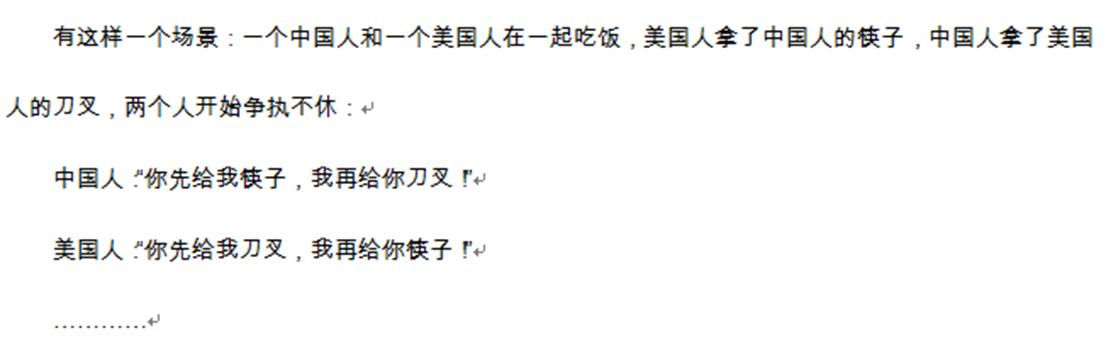 有这样一个场景：一个中国人和一个美国人在一起吃饭，美国人拿了中国人的筷子，中国人拿了美国
人的刀叉，两个人开始争执不休：
中国人：“你先给我筷子，我再给你刀叉！”
美国人：“你先给我刀叉，我再给你筷子！”
…………